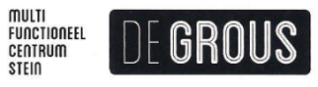 MULTI
FUNCTIONEEL
CENTRUM
STEIN
DE GROUS